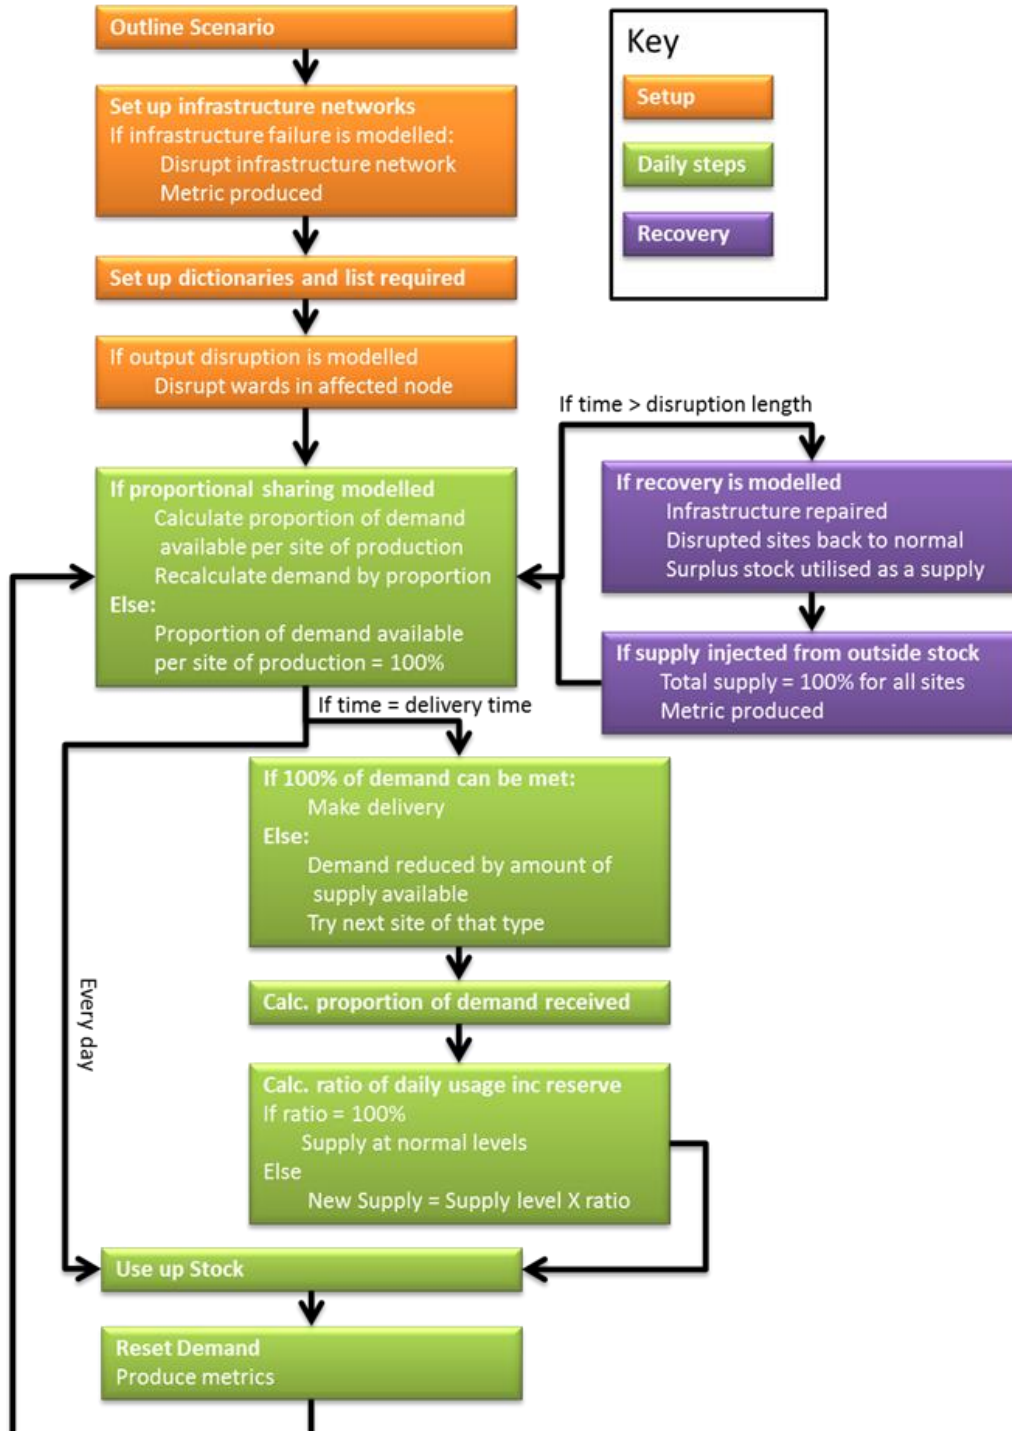 Outline Scenario
Set up infrastructure networks
If infrastructure failure is modelled:
Disrupt infrastructure network
Metric produced
Set up dictionaries and list required
If output disruption is modelled
Disrupt wards in affected node
Key
Setup
Daily steps
Recovery
If time > disruption length
If proportional sharing modelled
Calculate proportion of demand
available per site of production
Recalculate demand by proportion
Else:
Proportion of demand available
per site of production = 100%
If recovery is modelled
Infrastructure repaired
Disrupted sites back to normal
Surplus stock utilised as a supply
If supply injected from outside stock
Total supply = 100% for all sites
Metric produced
If time = delivery time
If 100% of demand can be met:
Make delivery
Else:
Demand reduced by amount of
supply available
Try next site of that type
Every day
Calc. proportion of demand received
Calc. ratio of daily usage inc reserve
If ratio = 100%
Supply at normal levels
Else
New Supply = Supply level X ratio
Use up Stock
Reset Demand
Produce metrics